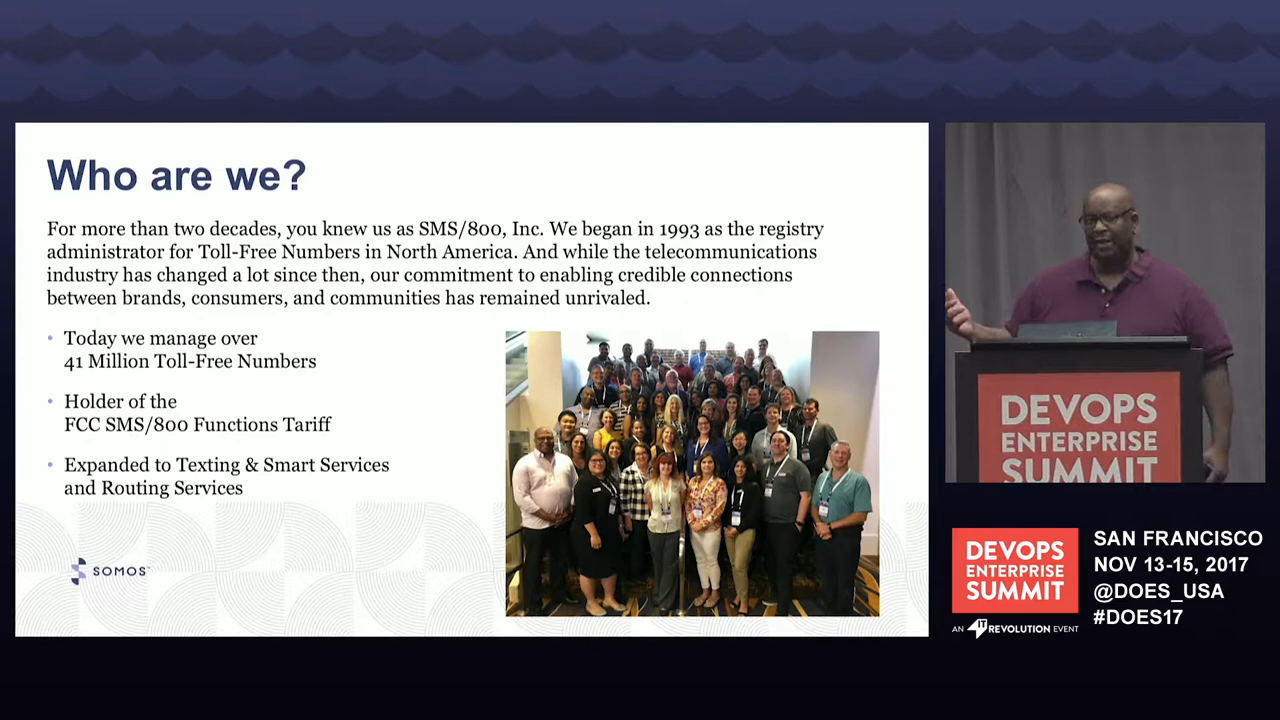 Who are we?
For more than two decades, you knew us as SMS/800, Inc. We began in 1993 as the registry
administrator for Toll-Free Numbers in North America. And while the telecommunications
industry has changed a lot since then, our commitment to enabling credible connections
between brands, consumers, and communities has remained unrivaled.
• Today we manage over
41 Million Toll-Free Numbers
• Holder of the
FCC SMS/800 Functions Tariff
• Expanded to Texting & Smart Services
and Routing Services
SOMOS
DEVOPS
ENTERPRISE
SUMMIT
DEVOPS
ENTERPRISE
SUMMIT
AN IT REVOLUTION EVENT
SAN FRANCISCO
NOV 13-15, 2017
@DOES_USA
#DOES17